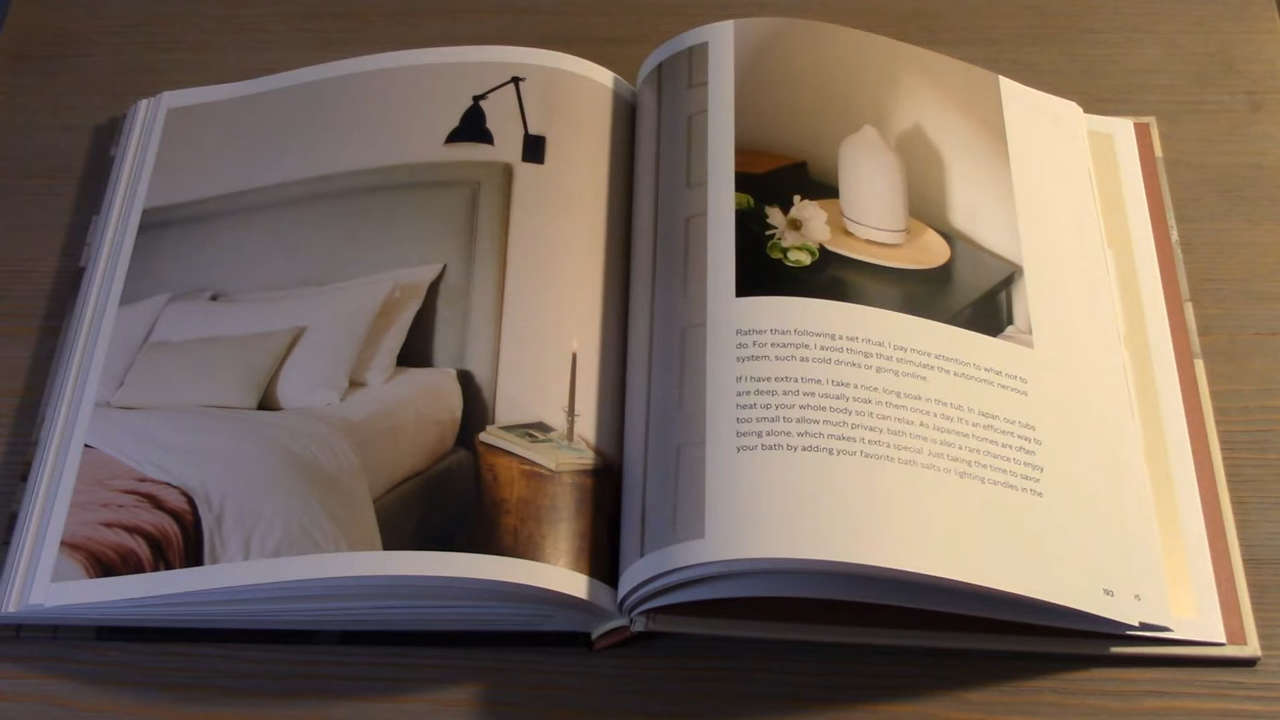 Rather than following a set ritual, I pay more attention to what not to
do. For example, I avoid things that stimulate the autonomic nervous
system, such as cold drinks or going online.
If I have extra time, I take a nice, long soak in the tub. In Japan, our tubs
are deep, and we usually soak in them once a day. It's an efficient way to
heat up your whole body so it can relax. As Japanese homes are often
too small to allow much privacy, bath time is also a rare chance to enjoy
being alone, which makes it extra special. Just taking the time to savor
your bath by adding your favorite bath salts or lighting candles in the
193